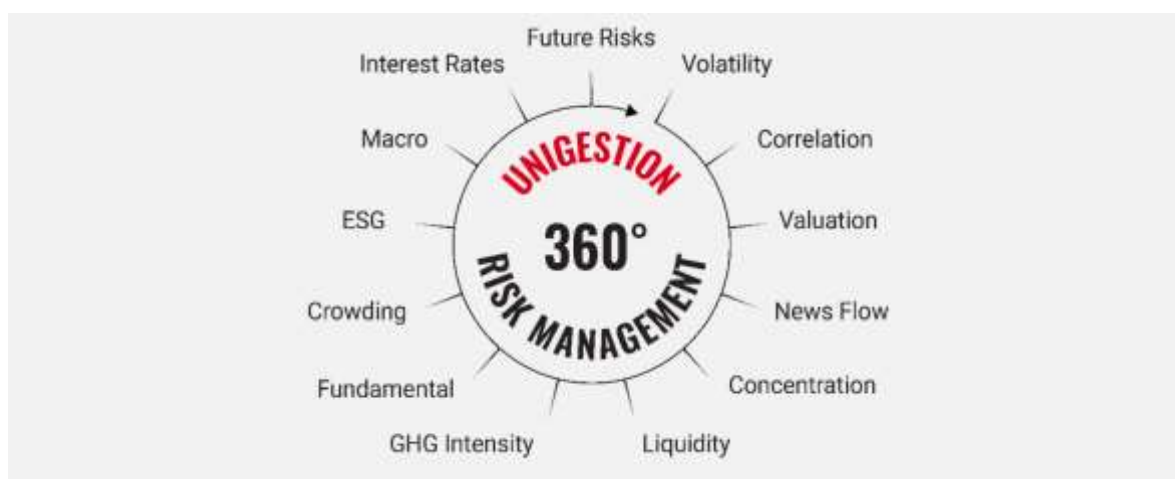 Future Risks
Volatility
Correlation
Valuation
News Flow
Concentration
Liquidity
GHG Intensity
Fundamental
Crowding
ESG
Macro
Interest Rates
UNIGESTION
360°
RISK MANAGEMENT